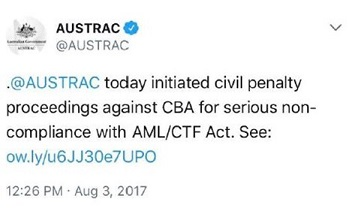 AUSTRAC
@AUSTRAC
.@AUSTRAC today initiated civil penalty
proceedings against CBA for serious non-
compliance with AML/CTF Act. See:
ow.ly/u6JJ30e7UPO
12:26 PM · Aug 3, 2017